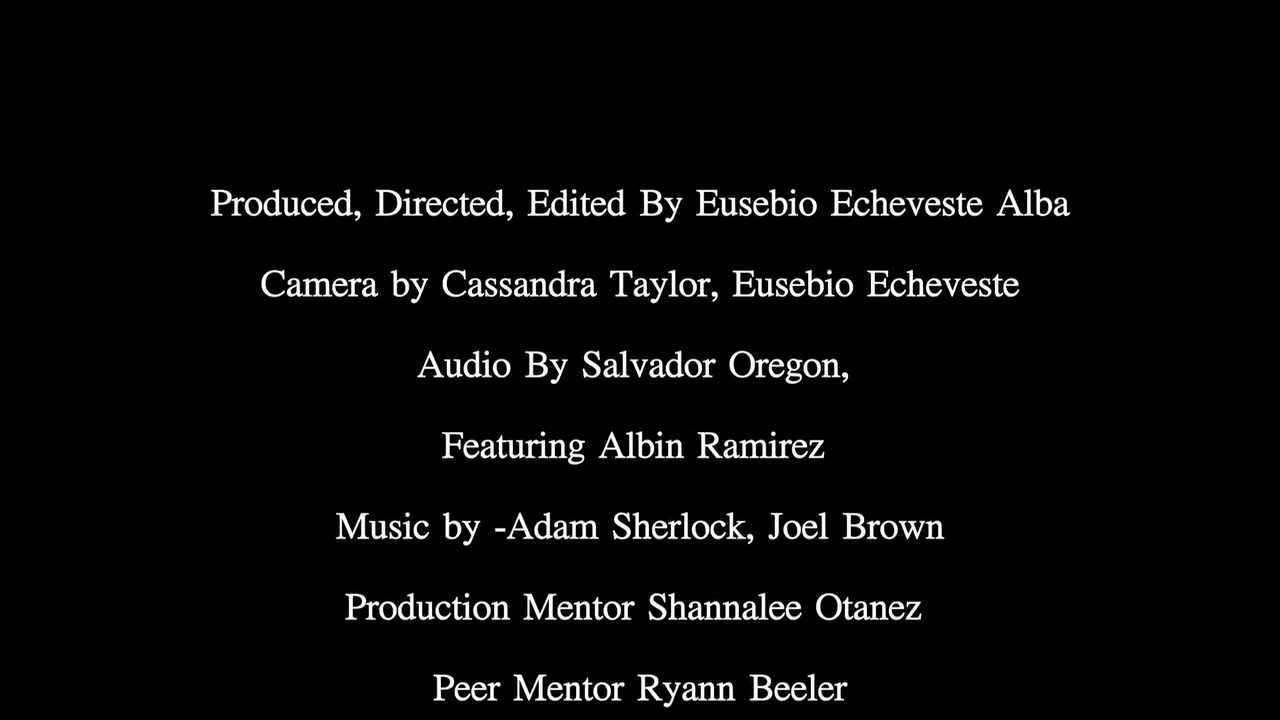 Produced, Directed, Edited By Eusebio Echeveste Alba
Camera by Cassandra Taylor, Eusebio Echeveste
Audio By Salvador Oregon,
Featuring Albin Ramirez
Music by -Adam Sherlock, Joel Brown
Production Mentor Shannalee Otanez
Peer Mentor Ryann Beeler